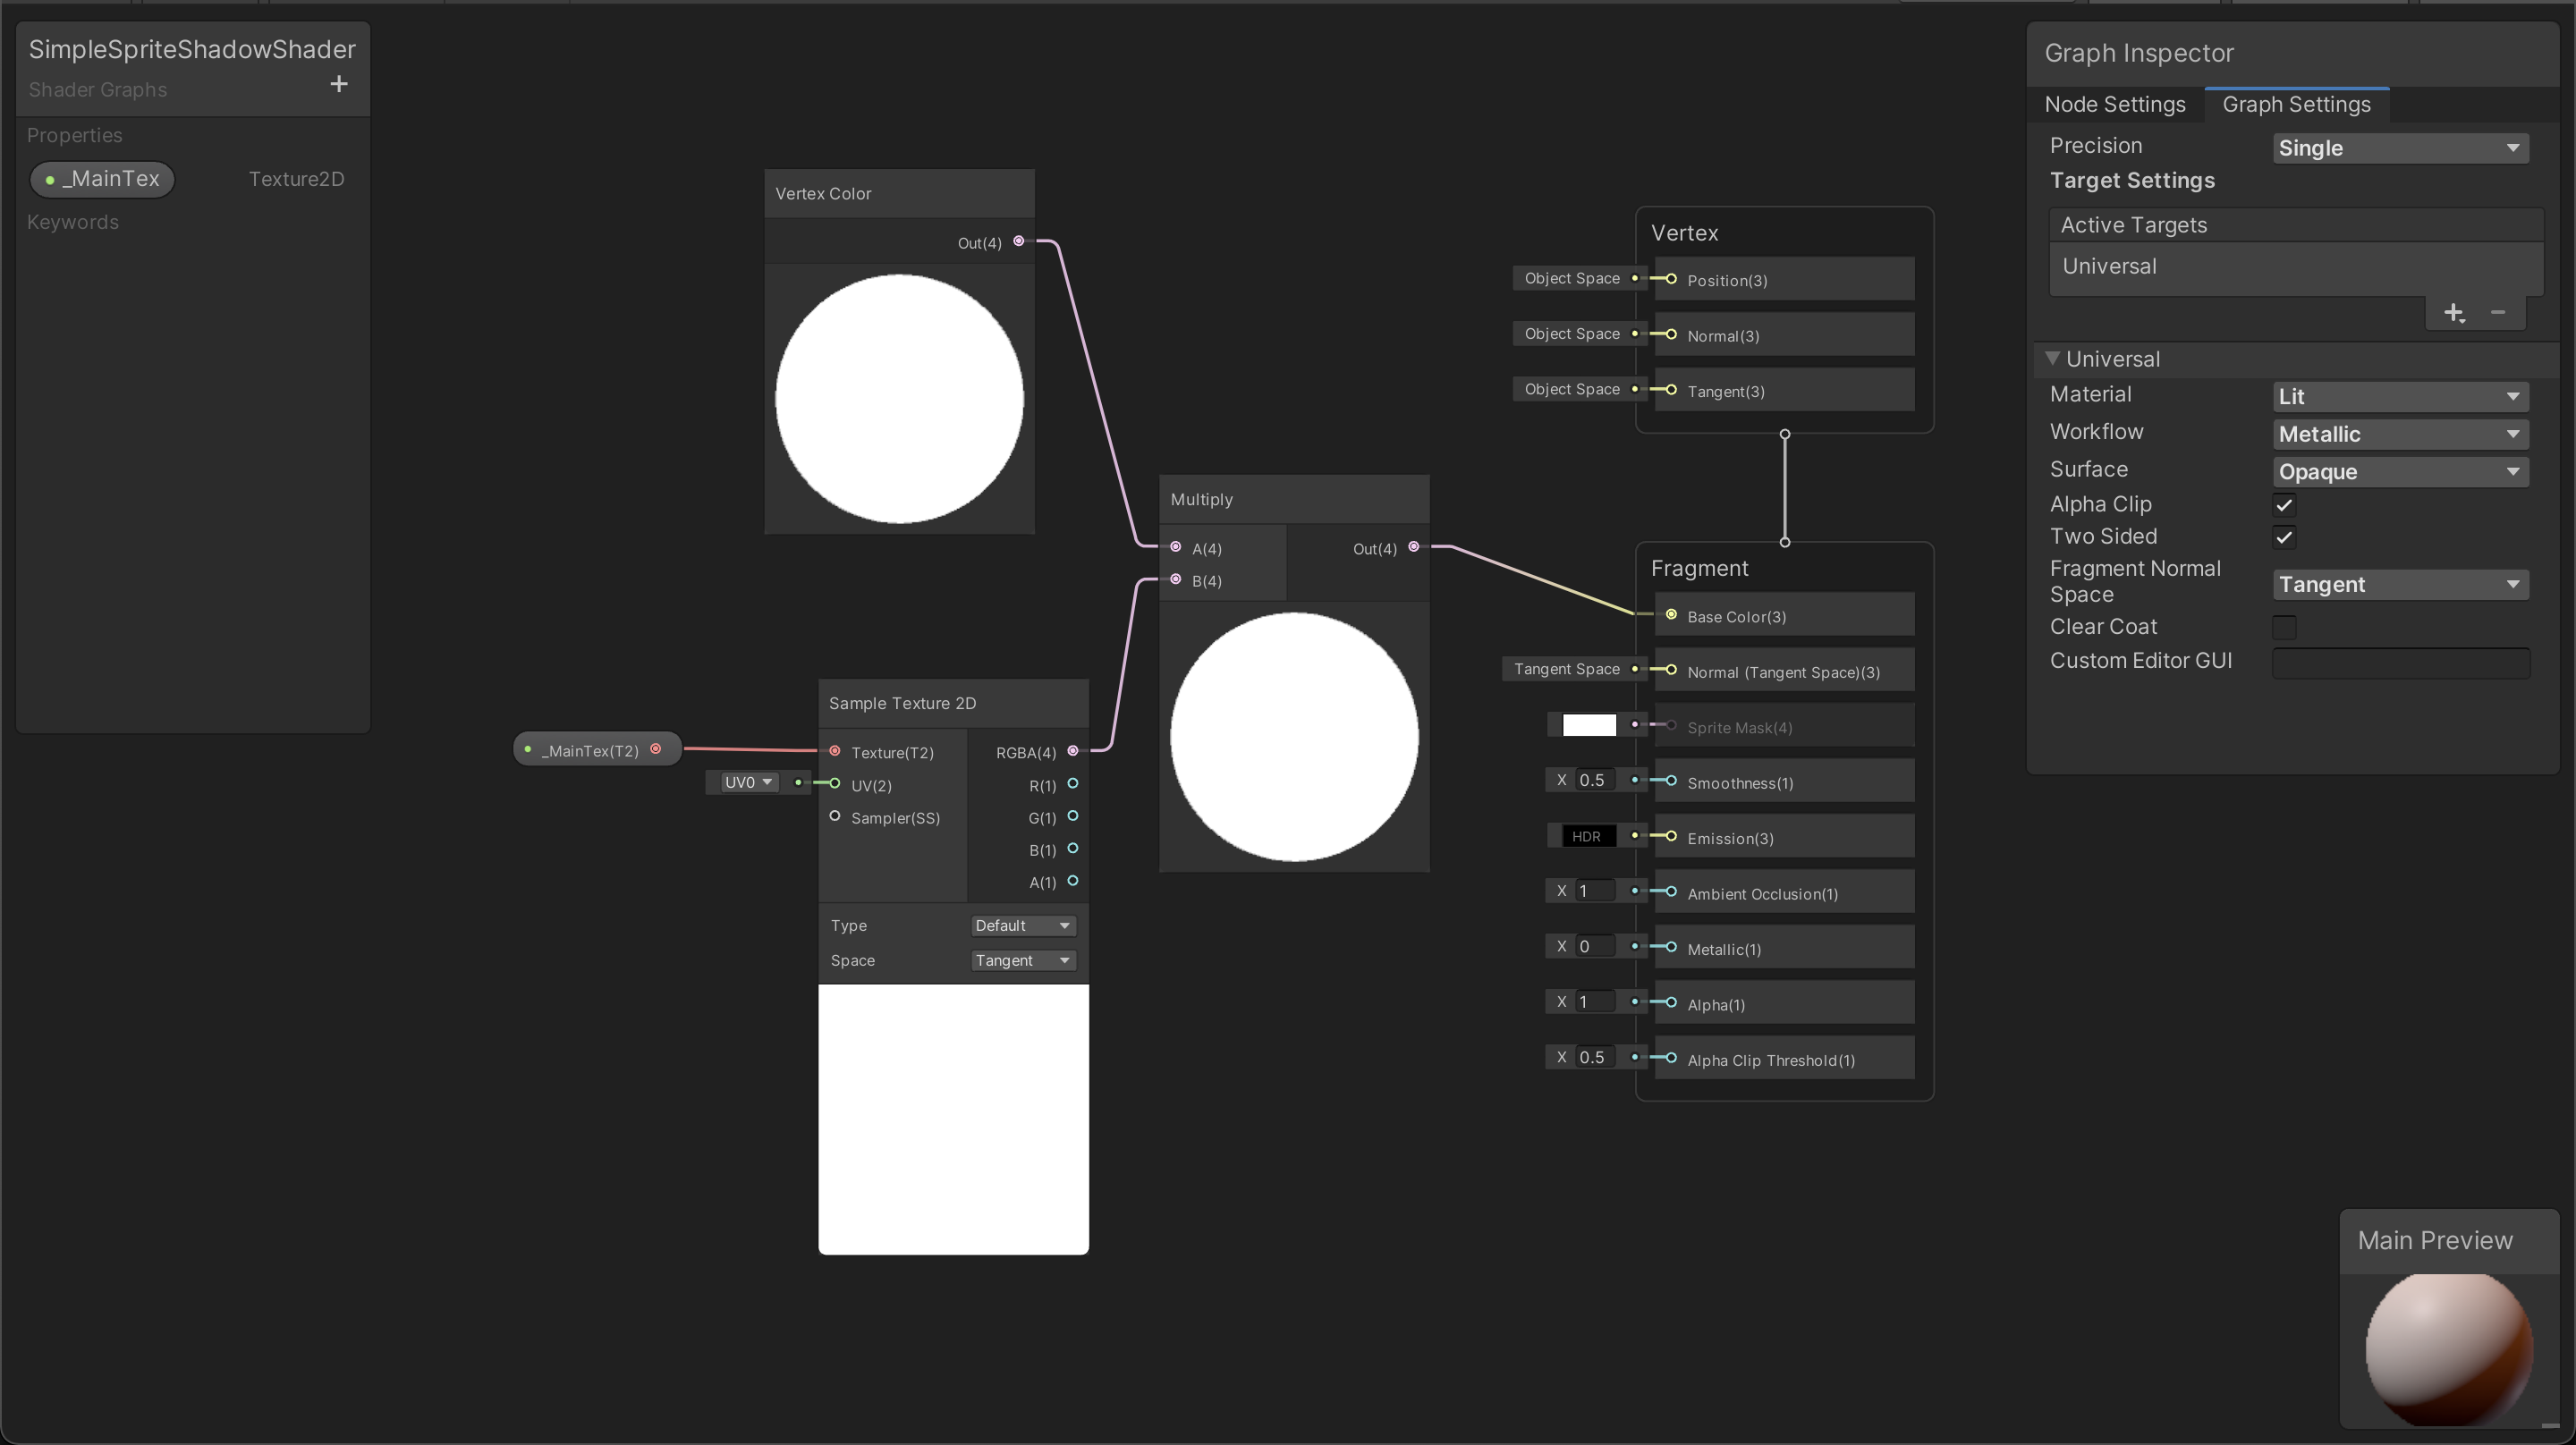 SimpleSpriteShadowShader
Shader Graphs
+
Properties
_MainTex Texture2D
Keywords
Vertex Color
Out(4)
Multiply
A(4) Out(4)
B(4)
_MainTex(T2)
UV0
Sample Texture 2D
Texture(T2) RGBA(4)
UV(2) R(1)
Sampler(SS) G(1)
B(1)
A(1)
Type Default
Space Tangent
Vertex
Object Space Position(3)
Object Space Normal(3)
Object Space Tangent(3)
Fragment
Base Color(3)
Tangent Space Normal (Tangent Space)(3)
Sprite Mask(4)
X 0.5 Smoothness(1)
HDR Emission(3)
X 1 Ambient Occlusion(1)
X 0 Metallic(1)
X 1 Alpha(1)
X 0.5 Alpha Clip Threshold(1)
Graph Inspector
Node Settings Graph Settings
Precision Single
Target Settings
Active Targets
Universal
Universal
Material Lit
Workflow Metallic
Surface Opaque
Alpha Clip
Two Sided
Fragment Normal
Space Tangent
Clear Coat
Custom Editor GUI
Main Preview